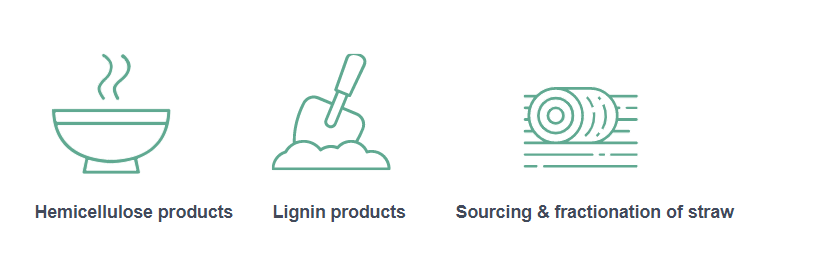 Hemicellulose products
Lignin products
Sourcing & fractionation of straw